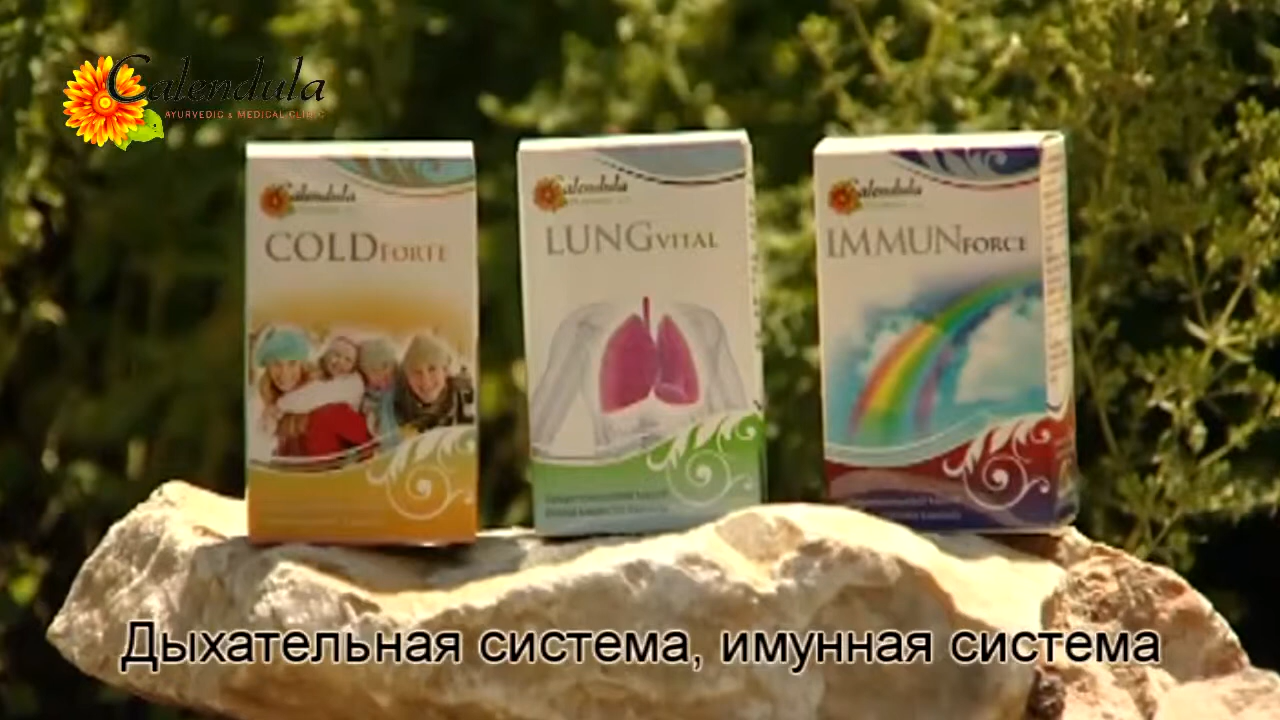 Calendula
AYURVEDIC & MEDICAL CLINIC
Calendula
COLDFORTE
Calendula
LUNGVITAL
Calendula
IMMUNFORCE
Дыхательная система, имунная система